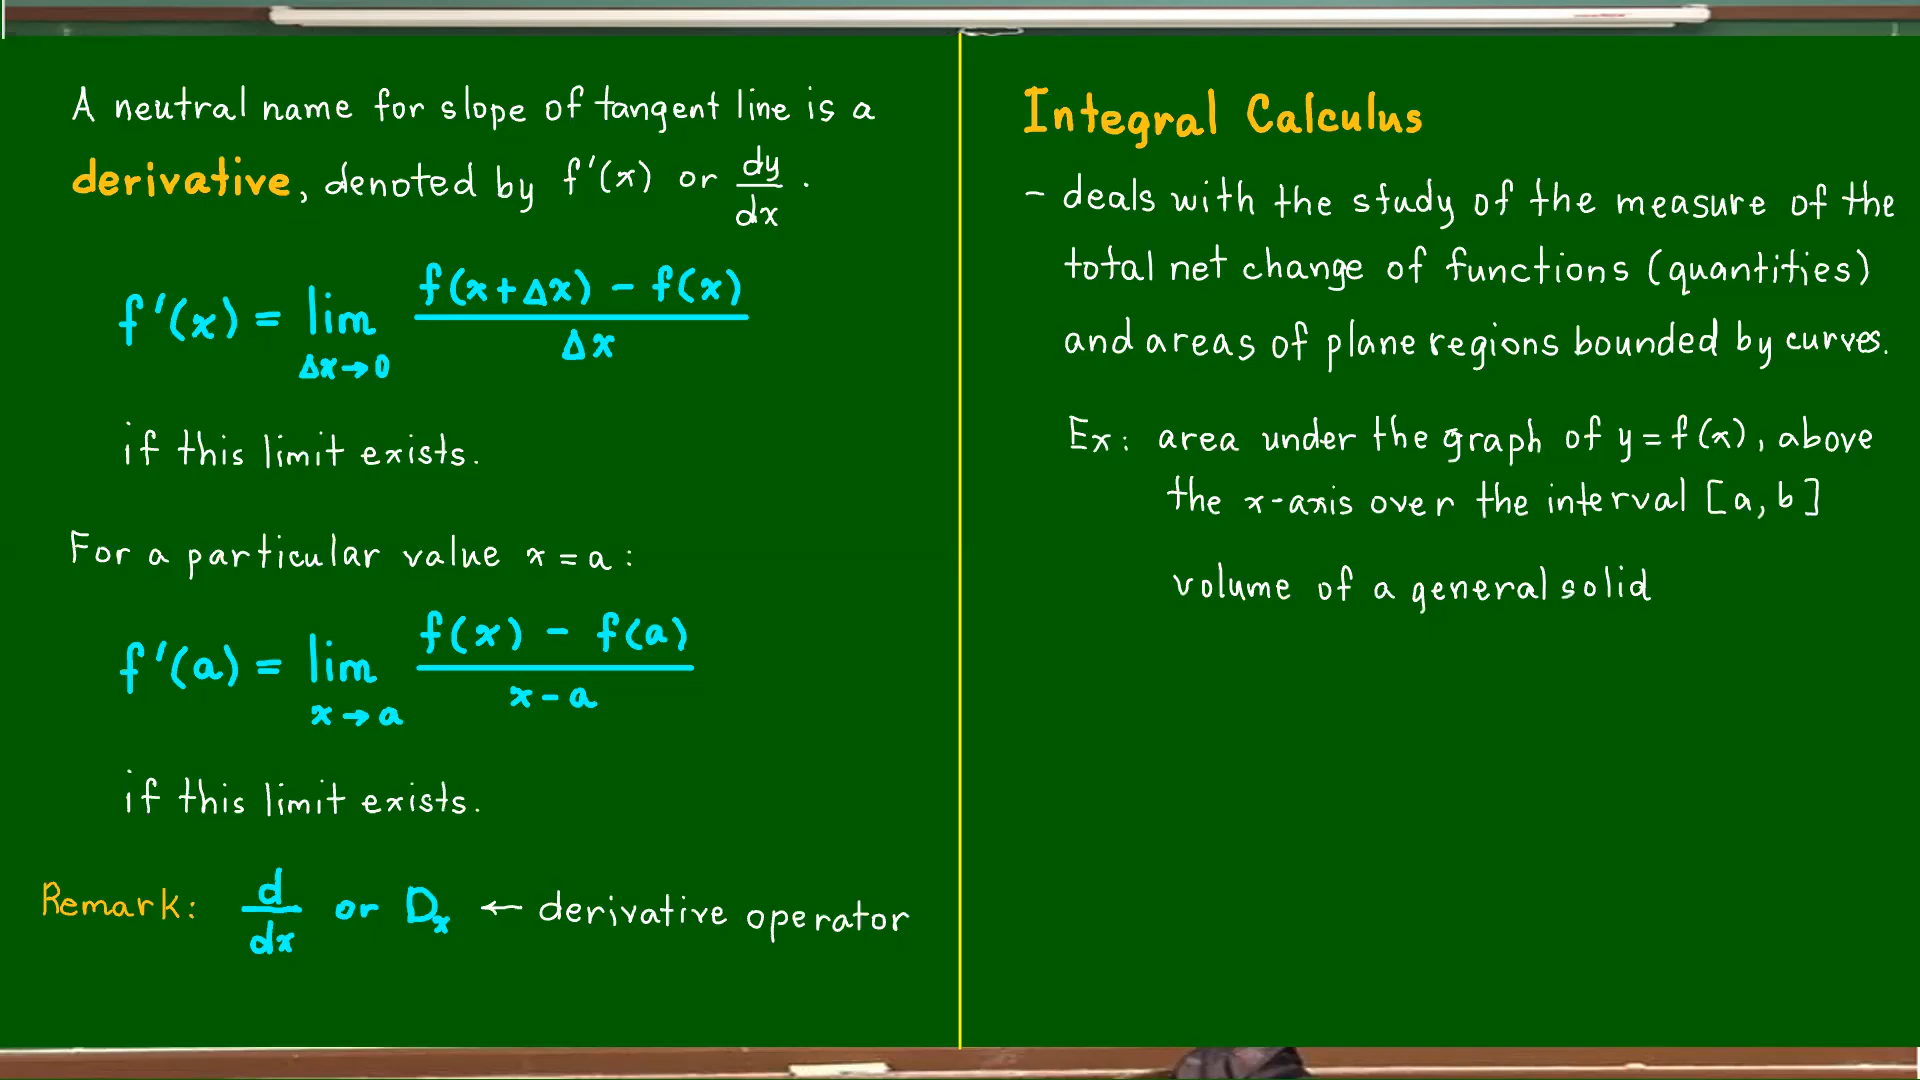 A neutral name for slope of tangent line is a
derivative, denoted by f'(x) or dy/dx.
f'(x) = lim Δx→0 (f(x+Δx) - f(x))/Δx
if this limit exists.
For a particular value x = a:
f'(a) = lim x→a (f(x) - f(a))/(x - a)
if this limit exists.
Remark: d/dx or Dₓ ← derivative operator
Integral Calculus
- deals with the study of the measure of the
total net change of functions (quantities)
and areas of plane regions bounded by curves.
Ex: area under the graph of y = f(x), above
the x-axis over the interval [a, b]
volume of a general solid